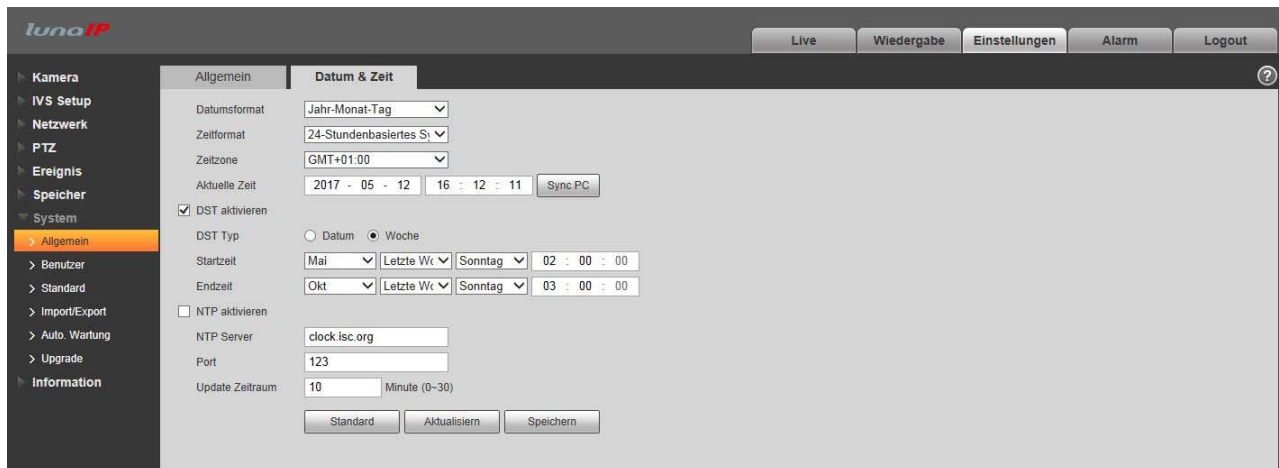 lunaIP
Live Wiedergabe Einstellungen Alarm Logout
Kamera
IVS Setup
Netzwerk
PTZ
Ereignis
Speicher
System
> Allgemein
> Benutzer
> Standard
> Import/Export
> Auto. Wartung
> Upgrade
Information
Allgemein Datum & Zeit ?
Datumsformat Jahr-Monat-Tag
Zeitformat 24-Stundenbasiertes Sy
Zeitzone GMT+01:00
Aktuelle Zeit 2017 - 05 - 12 16 : 12 : 11 Sync PC
DST aktivieren
DST Typ Datum Woche
Startzeit Mai Letzte Wo Sonntag 02 : 00 : 00
Endzeit Okt Letzte Wo Sonntag 03 : 00 : 00
NTP aktivieren
NTP Server clock.isc.org
Port 123
Update Zeitraum 10 Minute (0~30)
Standard Aktualisiern Speichern